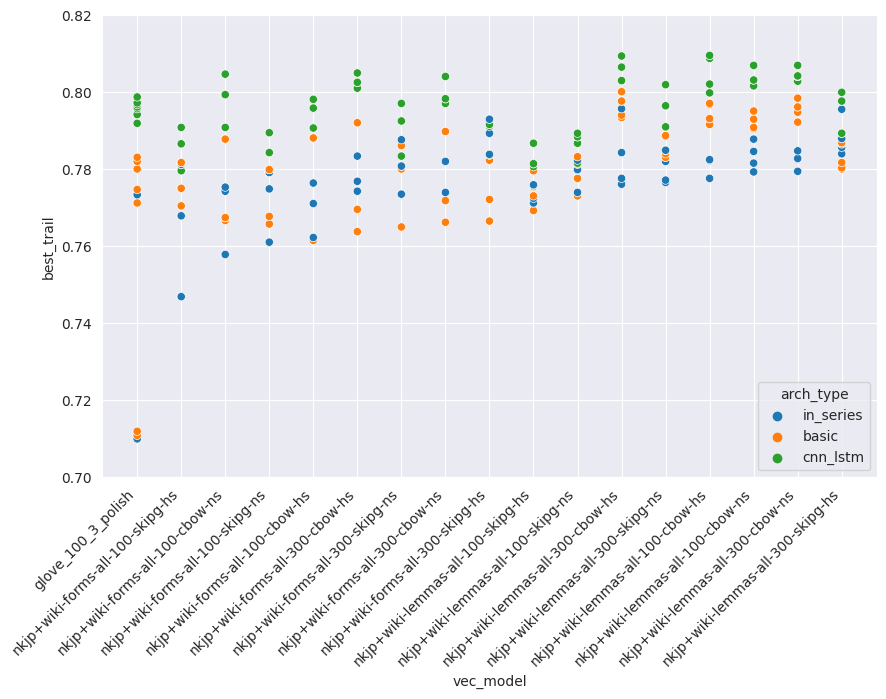 0.82
0.80
0.78
0.76
0.74
0.72
0.70
best_trail
arch_type
in_series
basic
cnn_lstm
glove_100_3_polish
nkjp+wiki-forms-all-100-skipg-hs
nkjp+wiki-forms-all-100-cbow-ns
nkjp+wiki-forms-all-100-skipg-ns
nkjp+wiki-forms-all-100-cbow-hs
nkjp+wiki-forms-all-300-cbow-hs
nkjp+wiki-forms-all-300-skipg-ns
nkjp+wiki-forms-all-300-cbow-ns
nkjp+wiki-forms-all-300-skipg-hs
nkjp+wiki-lemmas-all-100-skipg-hs
nkjp+wiki-lemmas-all-100-skipg-ns
nkjp+wiki-lemmas-all-300-cbow-hs
nkjp+wiki-lemmas-all-300-skipg-ns
nkjp+wiki-lemmas-all-100-cbow-hs
nkjp+wiki-lemmas-all-100-cbow-ns
nkjp+wiki-lemmas-all-300-cbow-ns
nkjp+wiki-lemmas-all-300-skipg-hs
vec_model